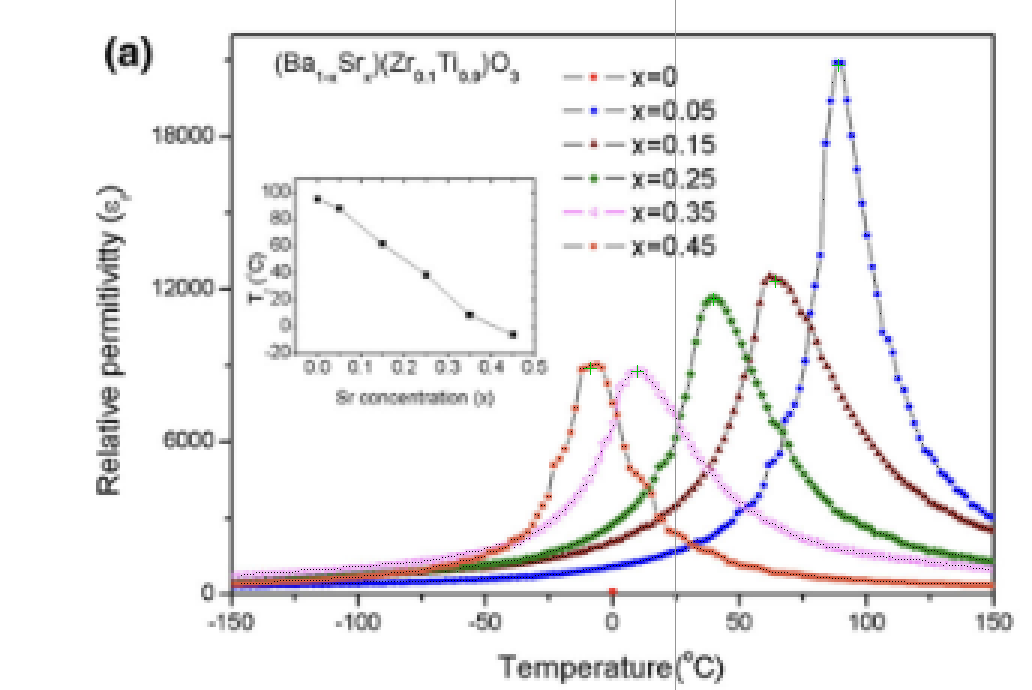 (a)
(Ba1-xSrx)(Zr0.1Ti0.9)O3
x=0
x=0.05
x=0.15
x=0.25
x=0.35
x=0.45
Relative permitivitty (εr)
18000
12000
6000
0
-150 -100 -50 0 50 100 150
Temperature(°C)
100
80
60
40
20
0
-20
0.0 0.1 0.2 0.3 0.4 0.5
Sr concentration (x)
(°C)